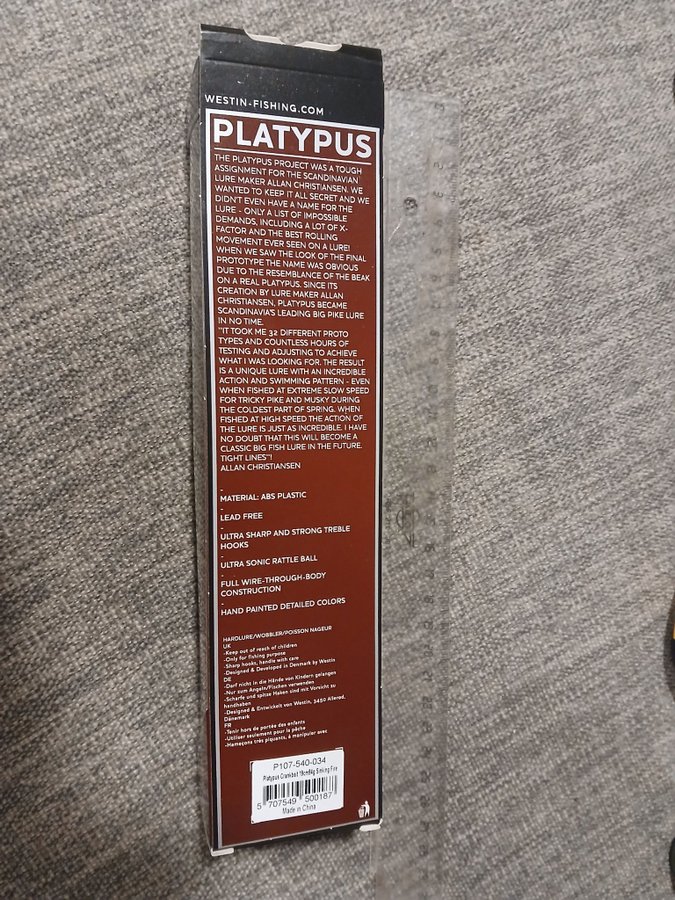 WESTIN-FISHING.COM
PLATYPUS
THE PLATYPUS PROJECT WAS A TOUGH
ASSIGNMENT FOR THE SCANDINAVIAN
LURE MAKER ALLAN CHRISTIANSEN. WE
WANTED TO KEEP IT ALL SECRET AND WE
DIDN'T EVEN HAVE A NAME FOR THE
LURE - ONLY A LIST OF IMPOSSIBLE
DEMANDS, INCLUDING A LOT OF X-
FACTOR AND THE BEST ROLLING
MOVEMENT EVER SEEN ON A LURE!
WHEN WE SAW THE LOOK OF THE FINAL
PROTOTYPE THE NAME WAS OBVIOUS
DUE TO THE RESEMBLANCE OF THE BEAK
ON A REAL PLATYPUS. SINCE ITS
CREATION BY LURE MAKER ALLAN
CHRISTIANSEN, PLATYPUS BECAME
SCANDINAVIA'S LEADING BIG PIKE LURE
IN NO TIME.
"IT TOOK ME 32 DIFFERENT PROTO
TYPES AND COUNTLESS HOURS OF
TESTING AND ADJUSTING TO ACHIEVE
WHAT I WAS LOOKING FOR. THE RESULT
IS A UNIQUE LURE WITH AN INCREDIBLE
ACTION AND SWIMMING PATTERN - EVEN
WHEN FISHED AT EXTREME SLOW SPEED
FOR TRICKY PIKE AND MUSKY DURING
THE COLDEST PART OF SPRING. WHEN
FISHED AT HIGH SPEED THE ACTION OF
THE LURE IS JUST AS INCREDIBLE. I HAVE
NO DOUBT THAT THIS WILL BECOME A
CLASSIC BIG FISH LURE IN THE FUTURE.
TIGHT LINES"!
ALLAN CHRISTIANSEN
-
MATERIAL: ABS PLASTIC
-
LEAD FREE
-
ULTRA SHARP AND STRONG TREBLE
HOOKS
-
ULTRA SONIC RATTLE BALL
-
FULL WIRE-THROUGH-BODY
CONSTRUCTION
-
HAND PAINTED DETAILED COLORS
HARDLURE/WOBBLER/POISSON NAGEUR
UK
-Keep out of reach of children
-Only for fishing purpose
-Sharp hooks, handle with care
-Designed & Developed in Denmark by Westin
DE
-Darf nicht in die Hände von Kindern gelangen
-Nur zum Angeln/Fischen verwenden
-Scharfe und spitze Haken sind mit Vorsicht zu
handhaben
-Designed & Entwickelt von Westin, 3450 Allerød,
Dänemark
FR
-Tenir hors de portée des enfants
-Utiliser seulement pour la pêche
-Hameçons très piquants, à manipuler avec
P107-540-034
Platypus Crankbait 19cm84g Sinking Fire
5 707549 500187
Made in China